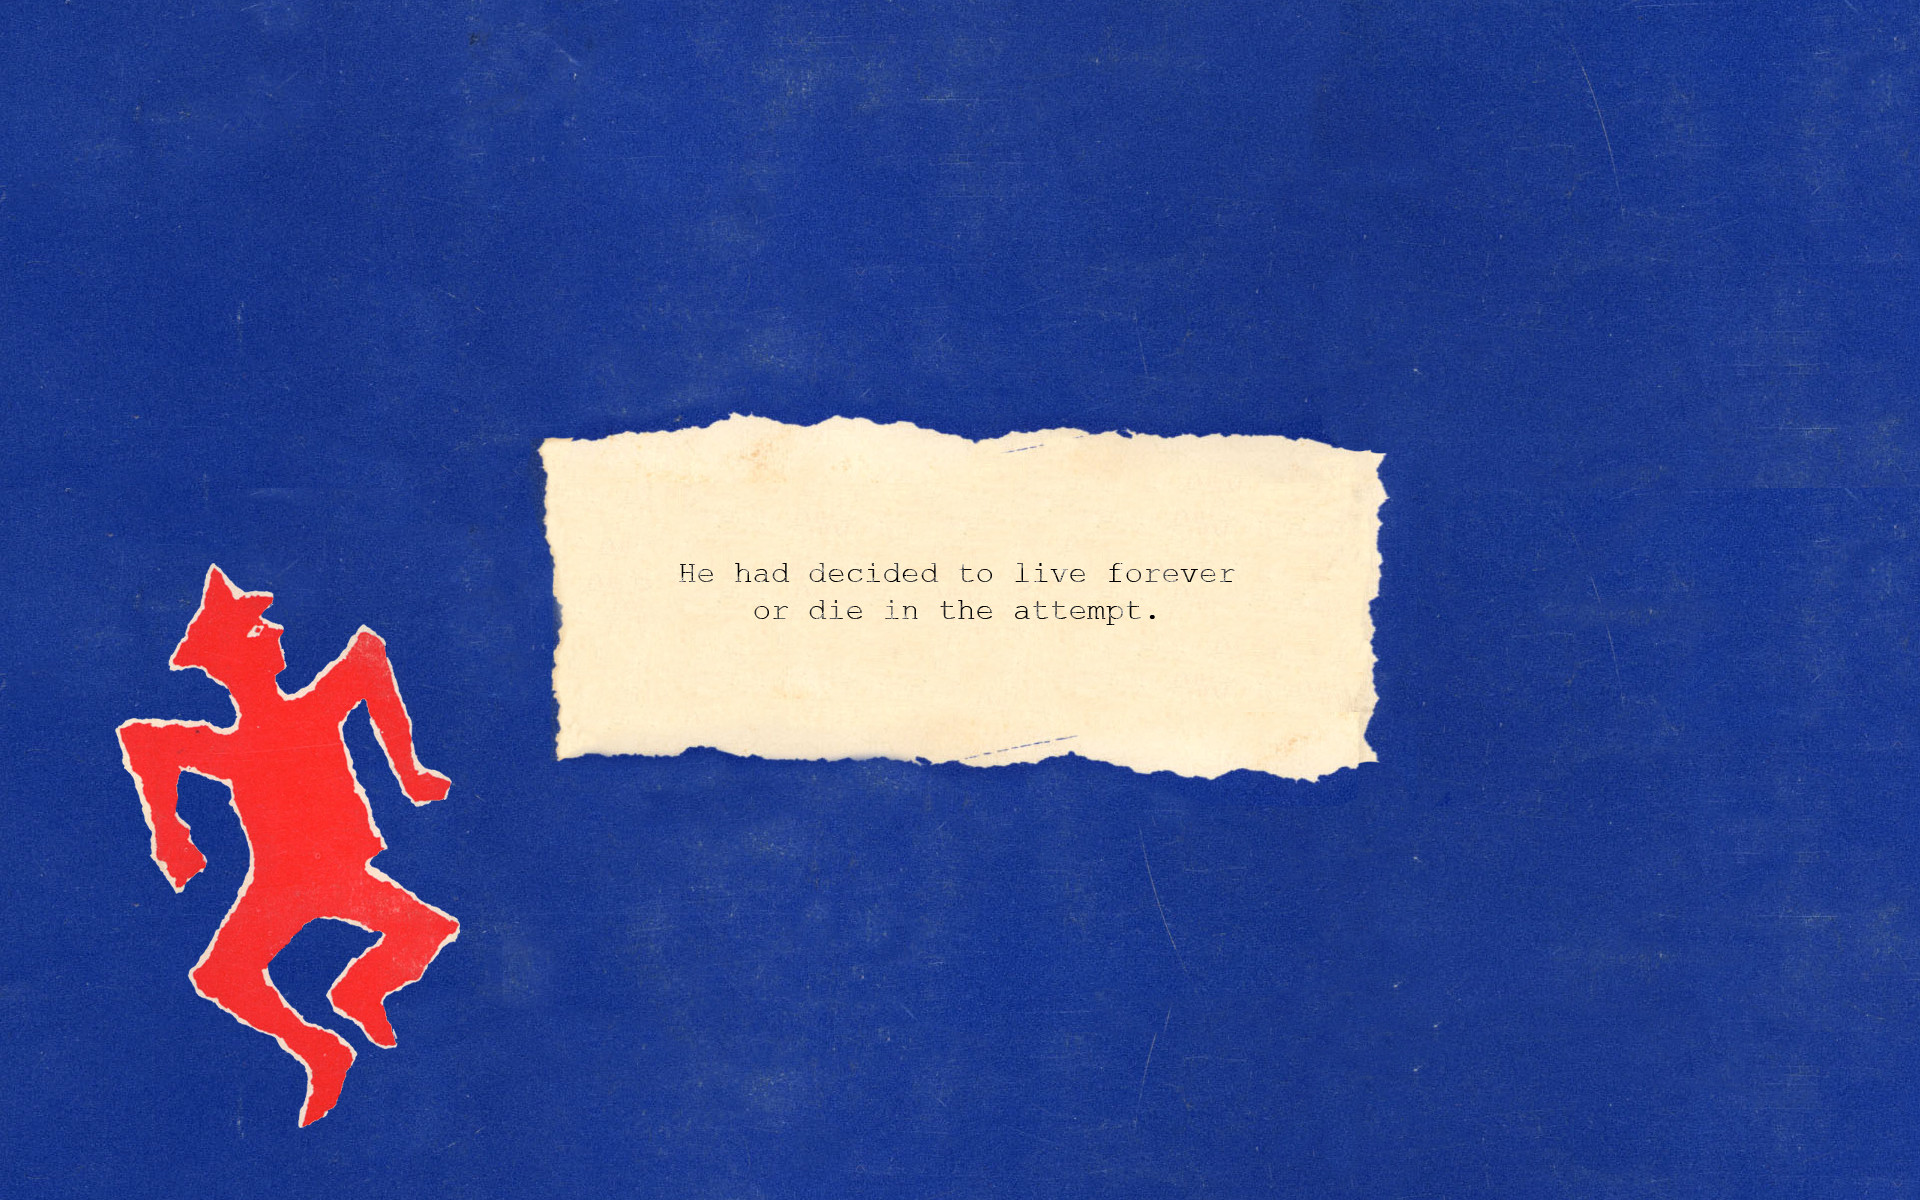 He had decided to live forever
or die in the attempt.